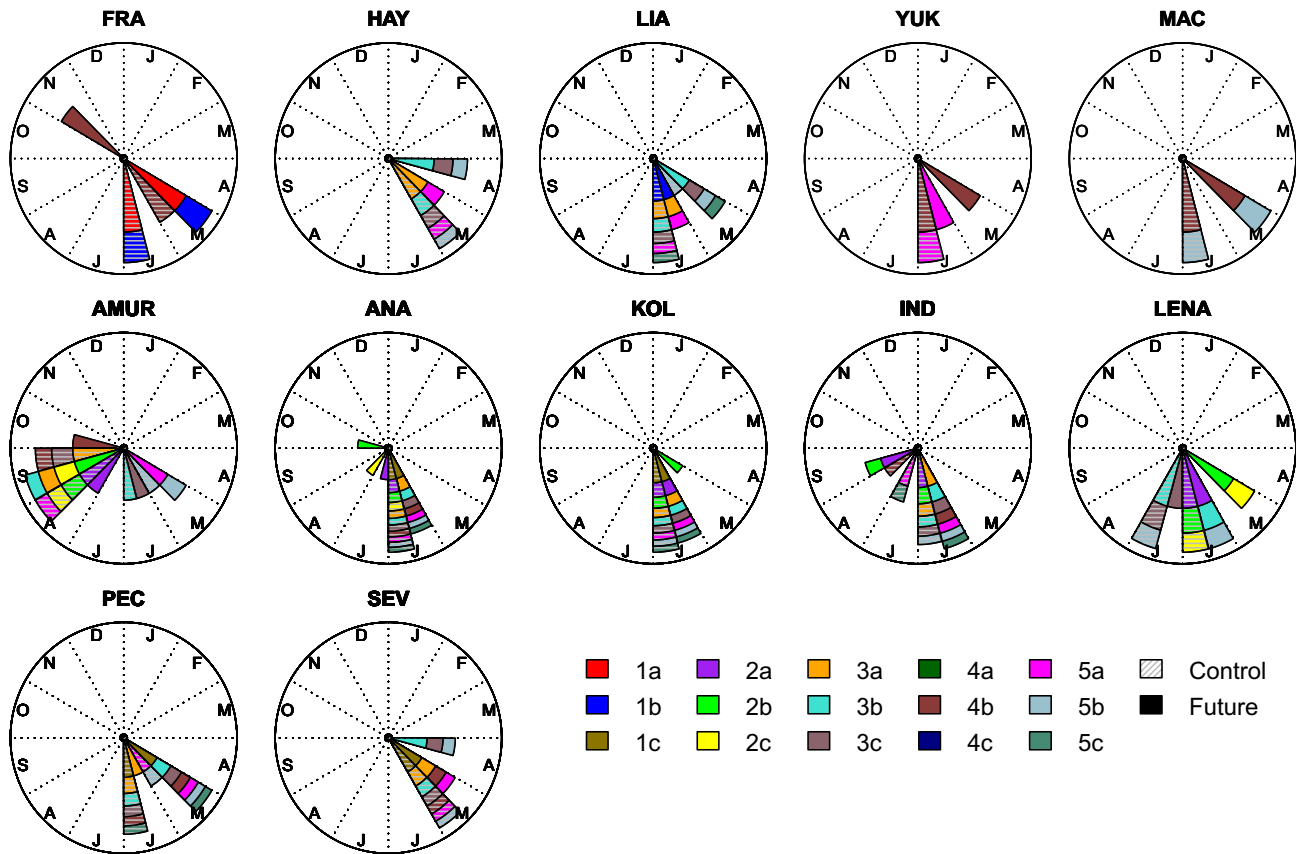 FRA HAY LIA YUK MAC
D J D J D J D J D J
N F N F N F N F N F
O M O M O M O M O M
S A S A S A S A S A
A M A M A M A M A M
J J J J J J J J J J
AMUR ANA KOL IND LENA
D J D J D J D J D J
N F N F N F N F N F
O M O M O M O M O M
S A S A S A S A S A
A M A M A M A M A M
J J J J J J J J J J
PEC SEV
D J D J
N F N F
O M O M
S A S A
A M A M
J J J J
1a 2a 3a 4a 5a Control
1b 2b 3b 4b 5b Future
1c 2c 3c 4c 5c